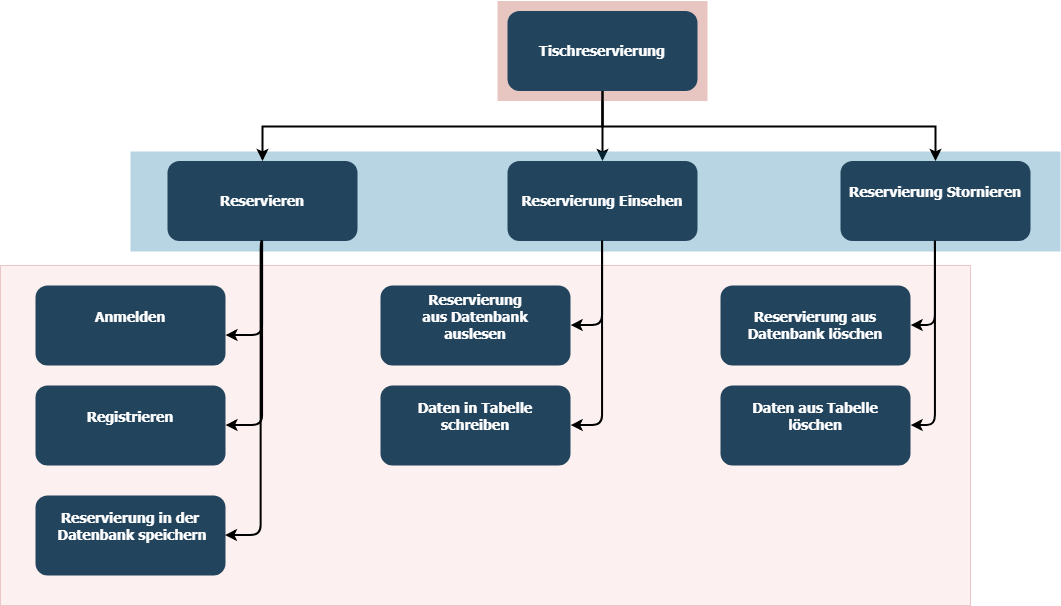 Tischreservierung
Reservieren
Reservierung Einsehen
Reservierung Stornieren
Anmelden
Registrieren
Reservierung in der
Datenbank speichern
Reservierung
aus Datenbank
auslesen
Daten in Tabelle
schreiben
Reservierung aus
Datenbank löschen
Daten aus Tabelle
löschen